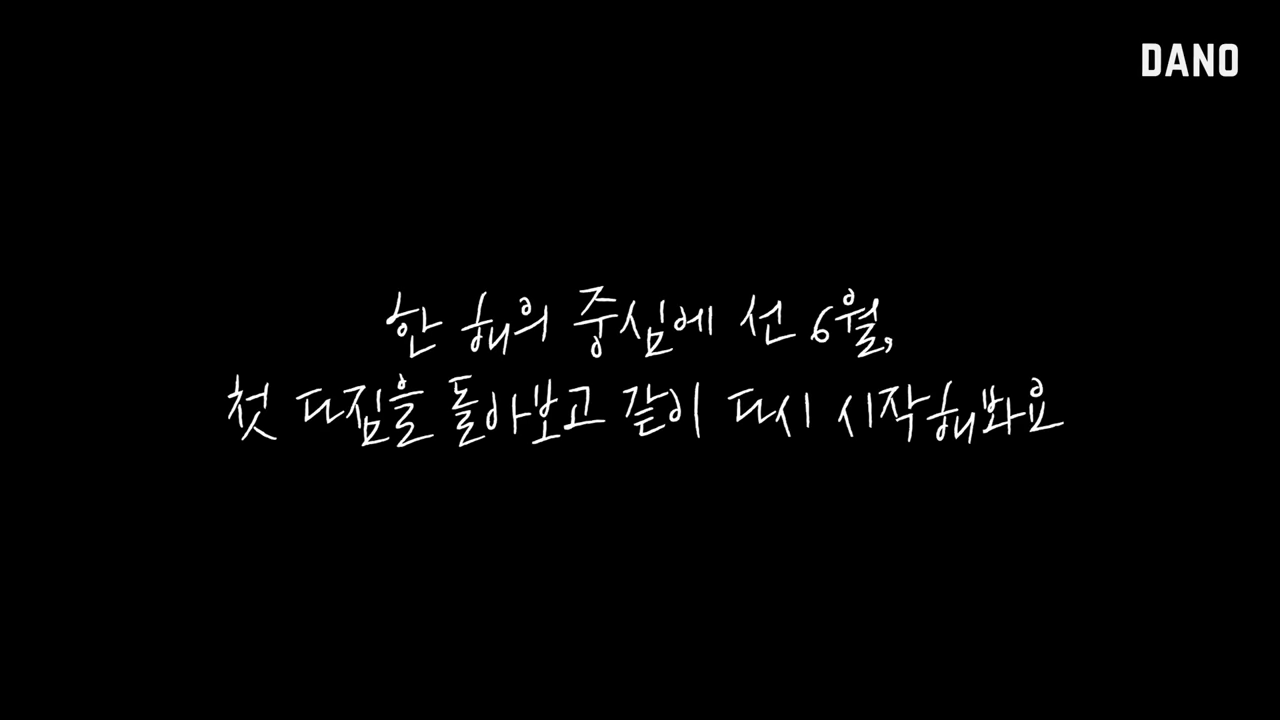 DANO
한 해의 중심에 선 6월,
첫 다짐을 돌아보고 같이 다시 시작해봐요